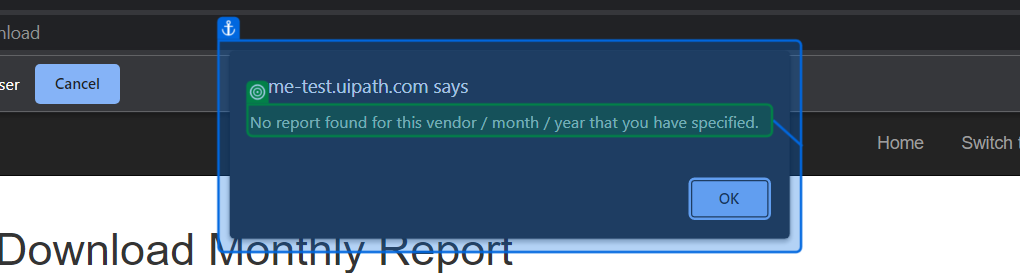 nload
ser Cancel
me-test.uipath.com says
No report found for this vendor / month / year that you have specified.
Home Switch t
OK
Download Monthly Report